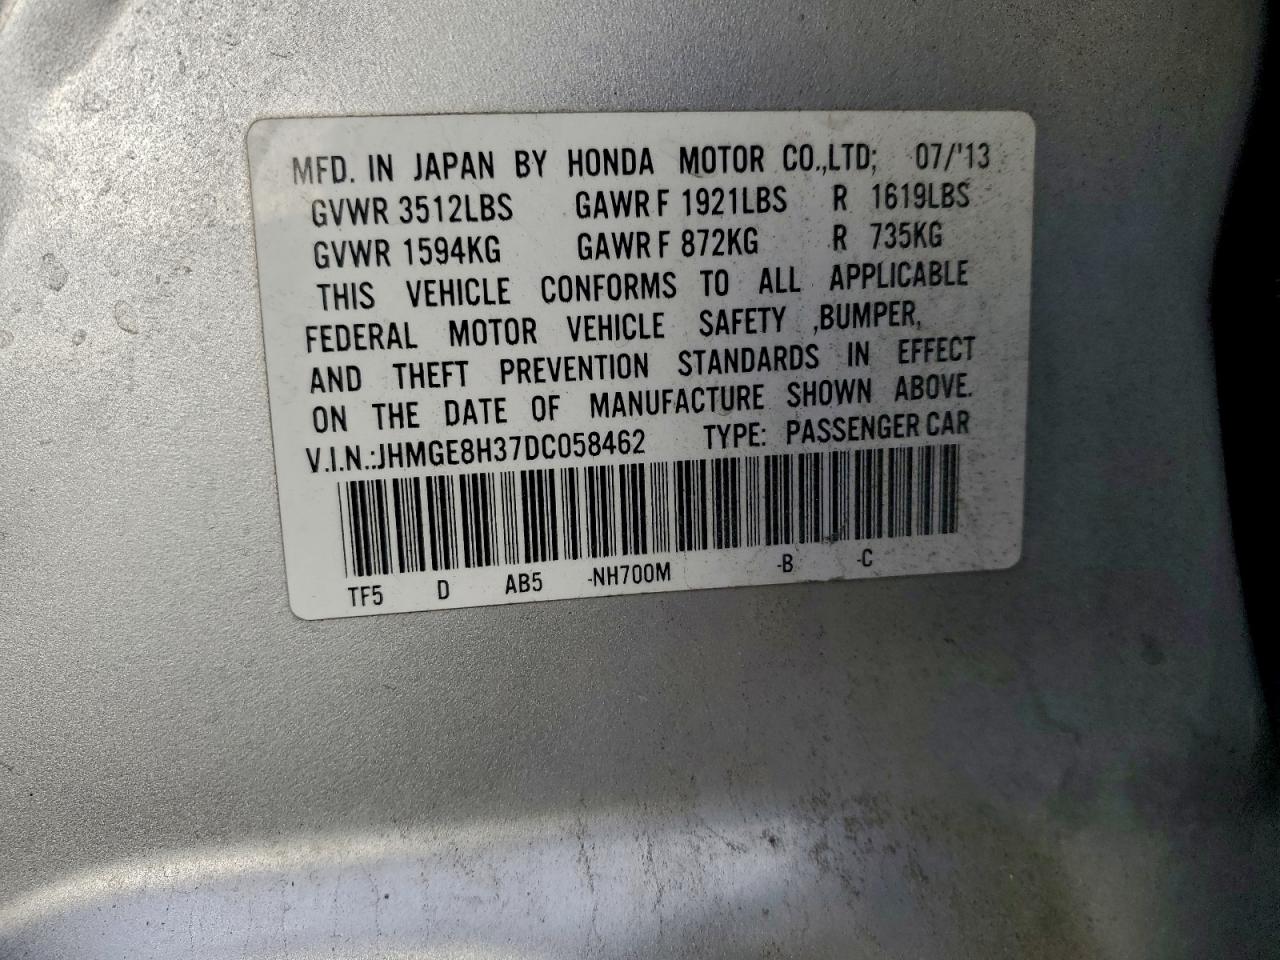 MFD. IN JAPAN BY HONDA MOTOR CO.,LTD; 07/'13
GVWR 3512LBS GAWR F 1921LBS R 1619LBS
GVWR 1594KG GAWR F 872KG R 735KG
THIS VEHICLE CONFORMS TO ALL APPLICABLE
FEDERAL MOTOR VEHICLE SAFETY ,BUMPER,
AND THEFT PREVENTION STANDARDS IN EFFECT
ON THE DATE OF MANUFACTURE SHOWN ABOVE.
V.I.N.:JHMGE8H37DC058462 TYPE: PASSENGER CAR
TF5 D AB5 -NH700M -B -C